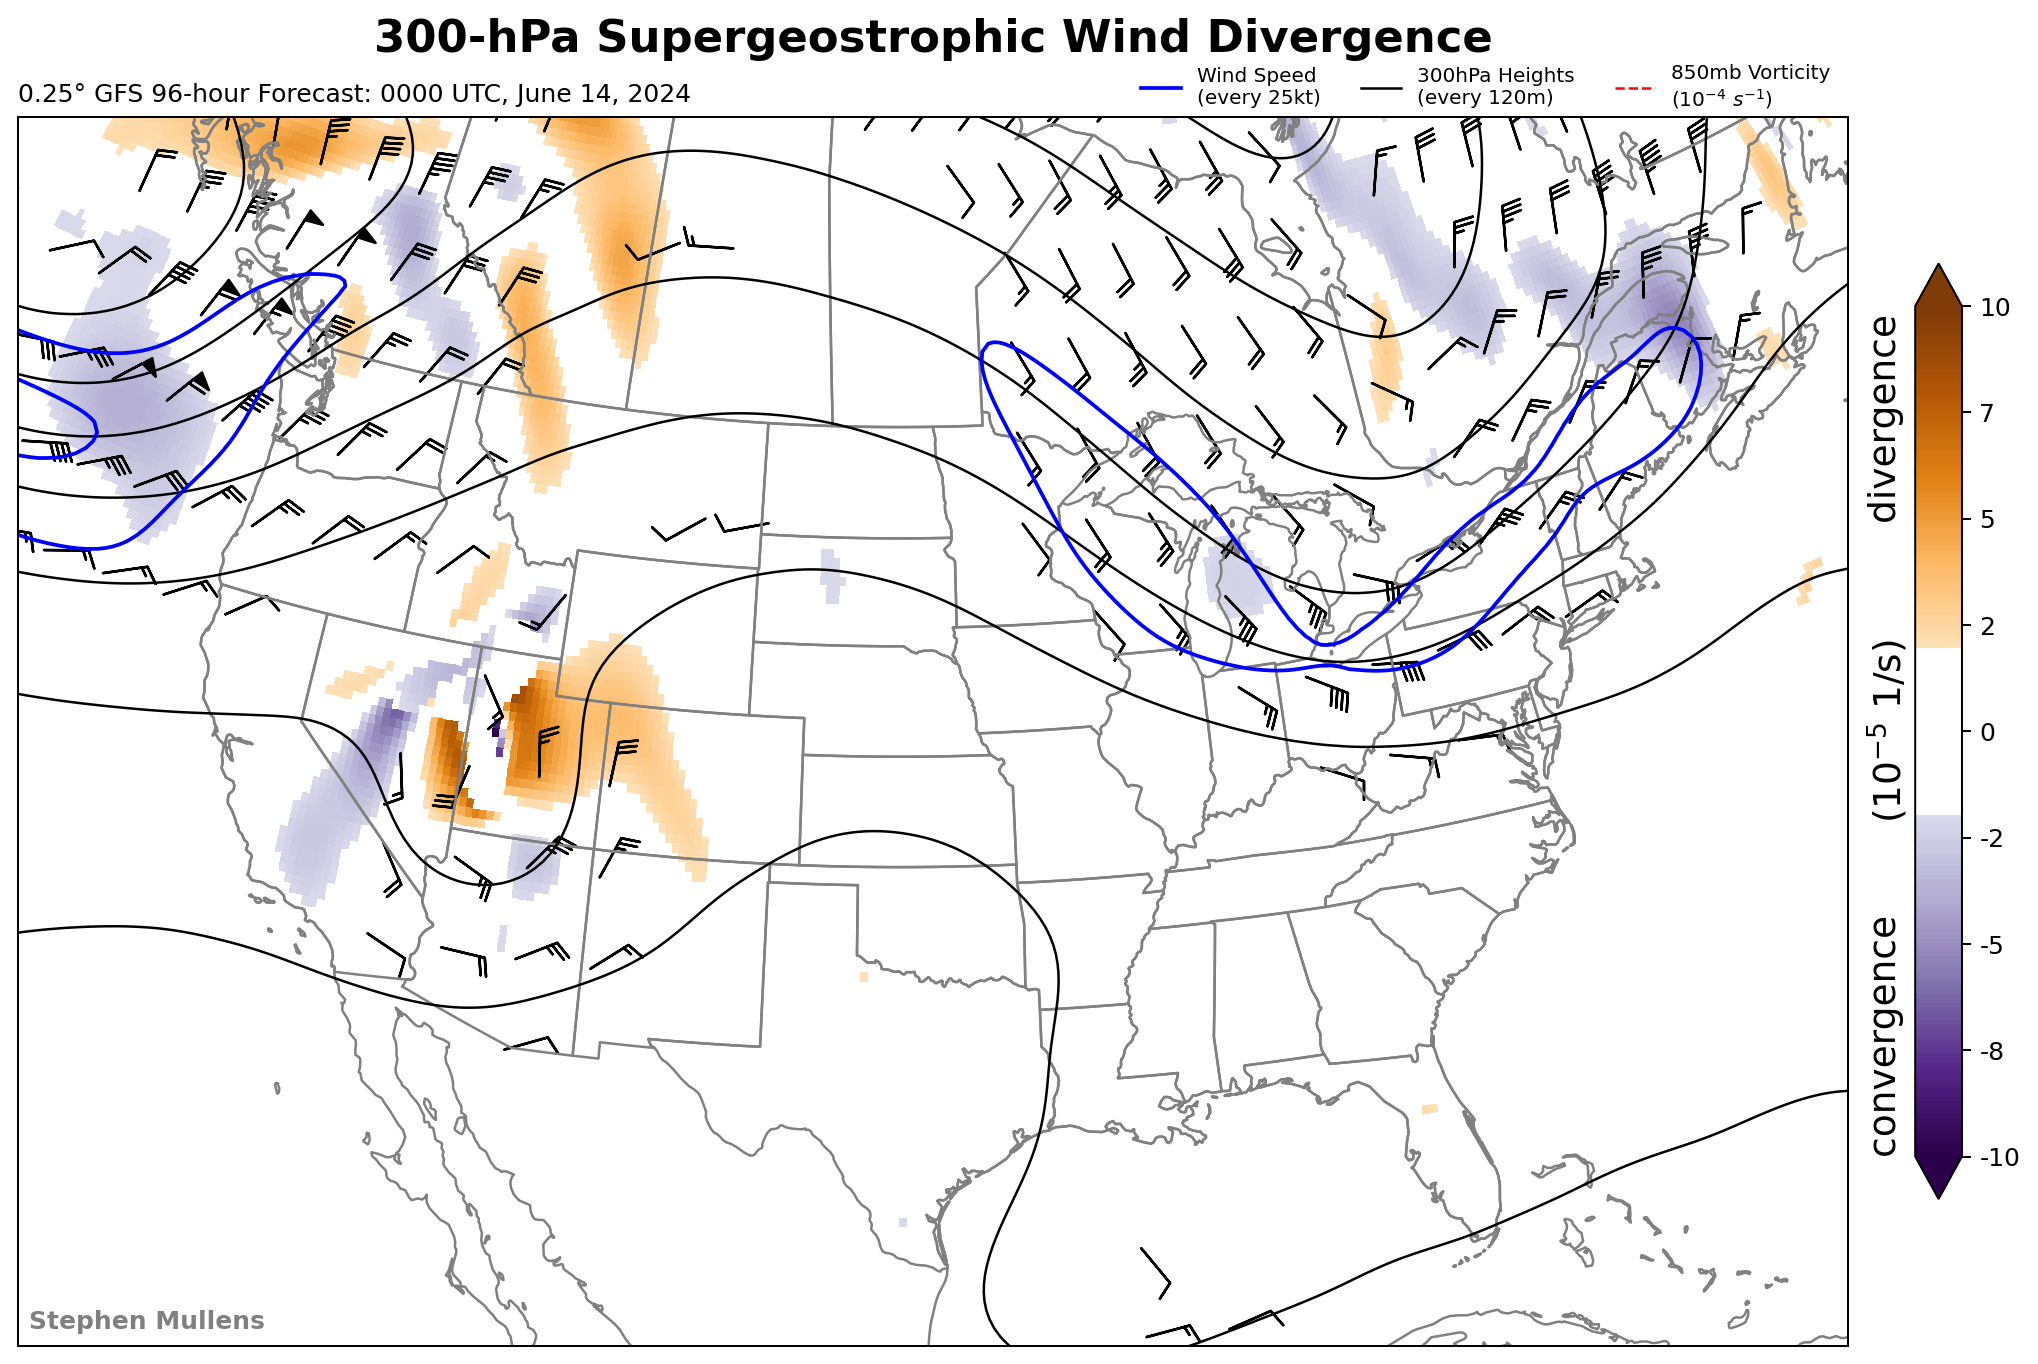 300-hPa Supergeostrophic Wind Divergence
0.25° GFS 96-hour Forecast: 0000 UTC, June 14, 2024
Wind Speed
(every 25kt)
300hPa Heights
(every 120m)
850mb Vorticity
(10⁻⁴ s⁻¹)
convergence (10⁻⁵ 1/s) divergence
10
7
5
2
0
-2
-5
-8
-10
Stephen Mullens